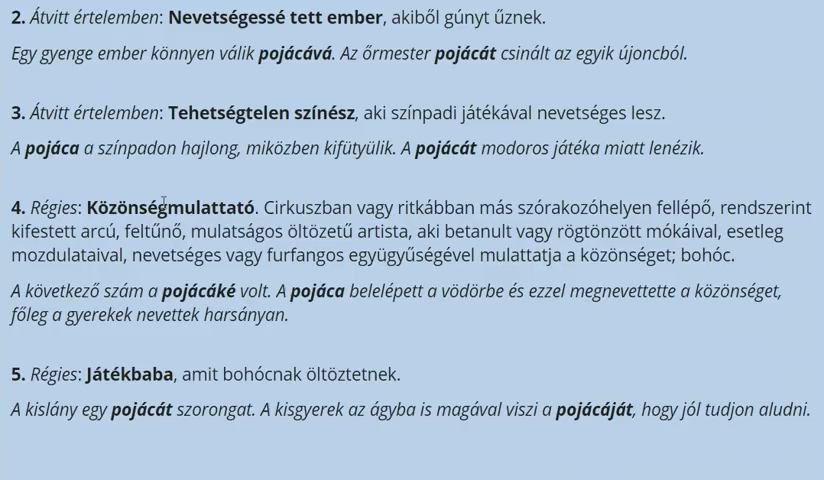 2. Átvitt értelemben: Nevetségessé tett ember, akiből gúnyt űznek.
Egy gyenge ember könnyen válik pojácává. Az őrmester pojácát csinált az egyik újoncból.
3. Átvitt értelemben: Tehetségtelen színész, aki színpadi játékával nevetséges lesz.
A pojáca a színpadon hajlong, miközben kifütyülik. A pojácát modoros játéka miatt lenézik.
4. Régies: Közönségmulattató. Cirkuszban vagy ritkábban más szórakozóhelyen fellépő, rendszerint
kifestett arcú, feltűnő, mulatságos öltözetű artista, aki betanult vagy rögtönzött mókáival, esetleg
mozdulataival, nevetséges vagy furfangos együgyűségével mulattatja a közönséget; bohóc.
A következő szám a pojácáké volt. A pojáca belelépett a vödörbe és ezzel megnevettette a közönséget,
főleg a gyerekek nevettek harsányan.
5. Régies: Játékbaba, amit bohócnak öltöztetnek.
A kislány egy pojácát szorongat. A kisgyerek az ágyba is magával viszi a pojácáját, hogy jól tudjon aludni.